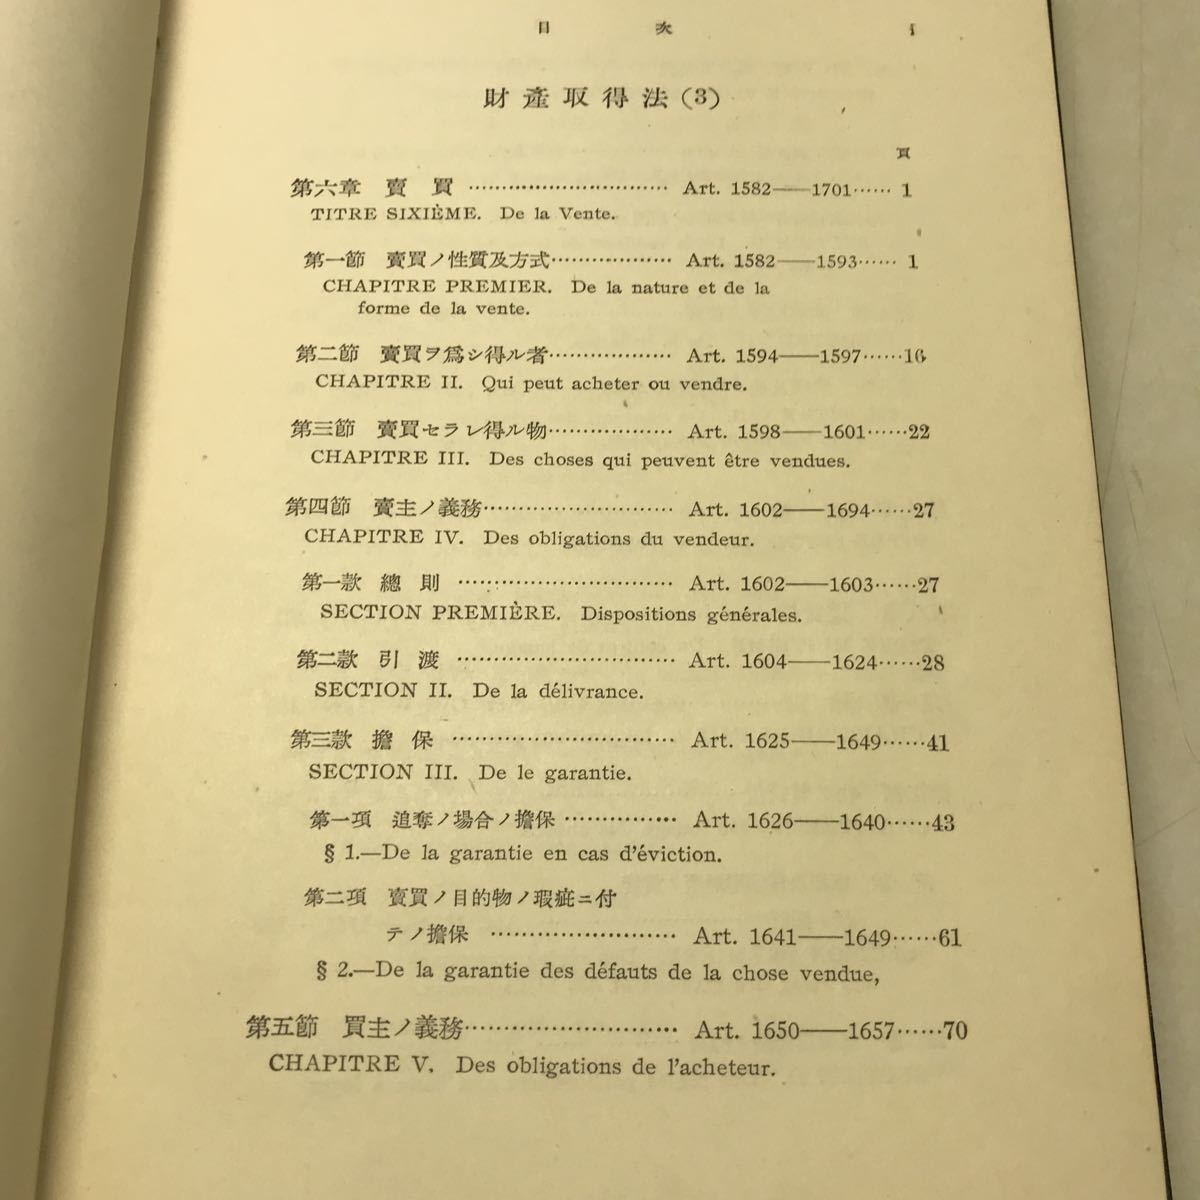 目次 1
財產取得法(3)
頁
第六章 賣買 …… Art. 1582——1701…… 1
TITRE SIXIÈME. De la Vente.
第一節 賣買ノ性質及方式…… Art. 1582——1593…… 1
CHAPITRE PREMIER. De la nature et de la
forme de la vente.
第二節 賣買ヲ爲シ得ル者…… Art. 1594——1597……16
CHAPITRE II. Qui peut acheter ou vendre.
第三節 賣買セラレ得ル物…… Art. 1598——1601……22
CHAPITRE III. Des choses qui peuvent être vendues.
第四節 賣主ノ義務…… Art. 1602——1694……27
CHAPITRE IV. Des obligations du vendeur.
第一款 總則 …… Art. 1602——1603……27
SECTION PREMIÈRE. Dispositions générales.
第二款 引渡 …… Art. 1604——1624……28
SECTION II. De la délivrance.
第三款 擔保 …… Art. 1625——1649……41
SECTION III. De le garantie.
第一項 追奪ノ場合ノ擔保…… Art. 1626——1640……43
§ 1.—De la garantie en cas d'éviction.
第二項 賣買ノ目的物ノ瑕疵ニ付
テノ擔保 …… Art. 1641——1649……61
§ 2.—De la garantie des défauts de la chose vendue,
第五節 買主ノ義務…… Art. 1650——1657……70
CHAPITRE V. Des obligations de l'acheteur.